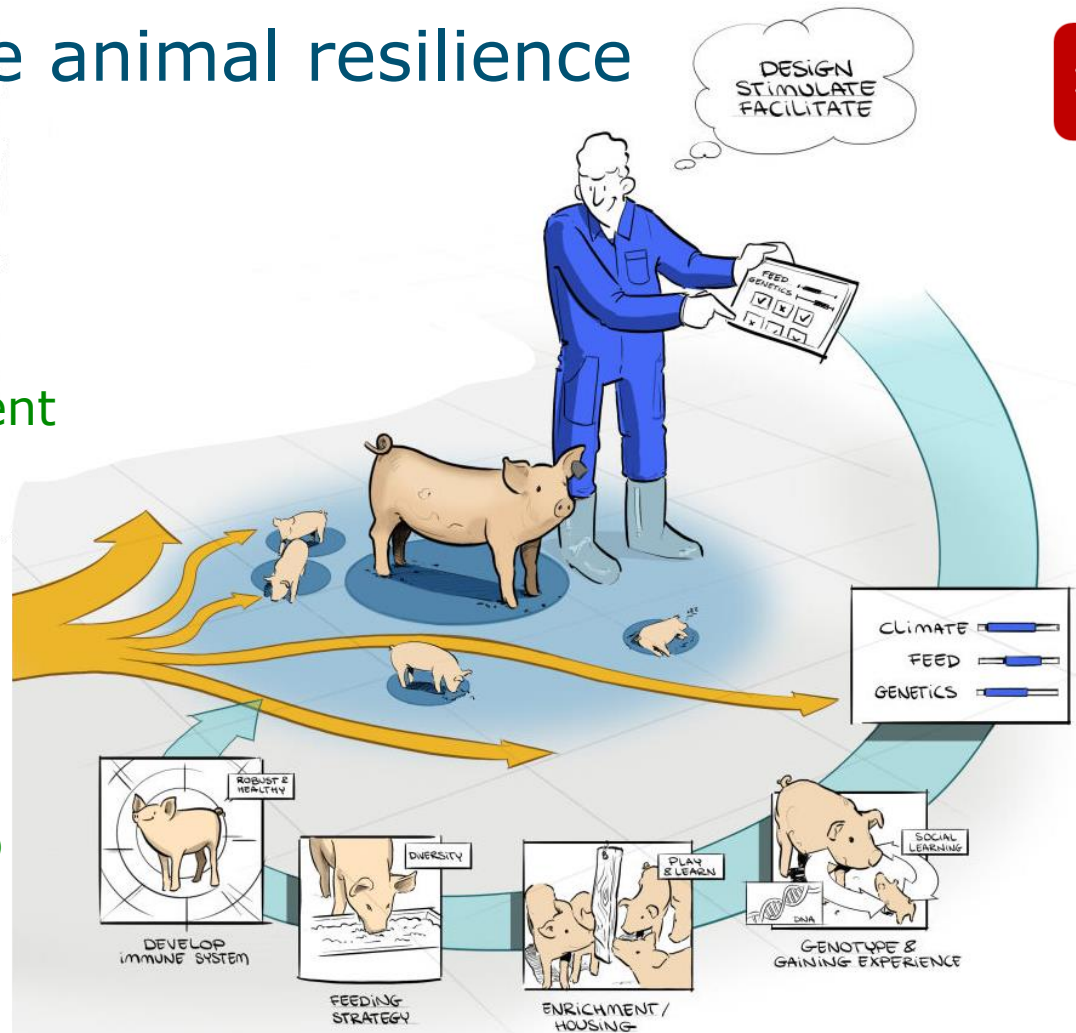 e animal resilience
DESIGN
STIMULATE
FACILITATE
FEED
GENETICS
ent
CLIMATE
FEED
GENETICS
ROBUST &
HEALTHY
DIVERSITY
PLAY
& LEARN
SOCIAL
LEARNING
DNA
DEVELOP
IMMUNE SYSTEM
FEEDING
STRATEGY
ENRICHMENT /
HOUSING
GENOTYPE &
GAINING EXPERIENCE